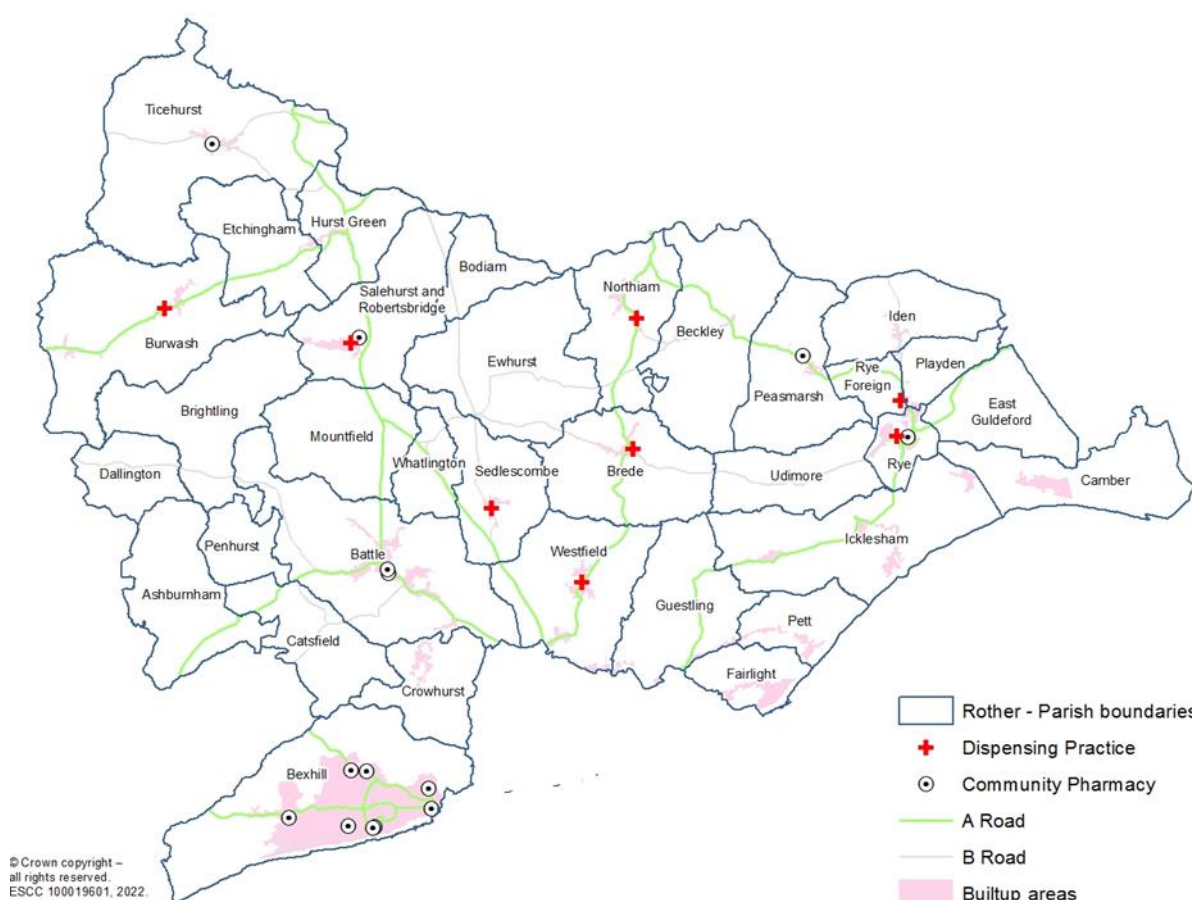 Ticehurst
Etchingham
Hurst Green
Bodiam
Salehurst and
Robertsbridge
Northiam
Burwash
Beckley
Iden
Ewhurst
Rye
Foreign
Playden
Peasmarsh
East
Guldeford
Brightling
Mountfield
Whatlington
Sedlescombe
Brede
Udimore
Rye
Camber
Dallington
Icklesham
Penhurst
Battle
Westfield
Ashburnham
Guestling
Pett
Catsfield
Fairlight
Crowhurst
Bexhill
Rother - Parish boundaries
Dispensing Practice
Community Pharmacy
A Road
B Road
Builtup areas
© Crown copyright –
all rights reserved.
ESCC 100019601, 2022.